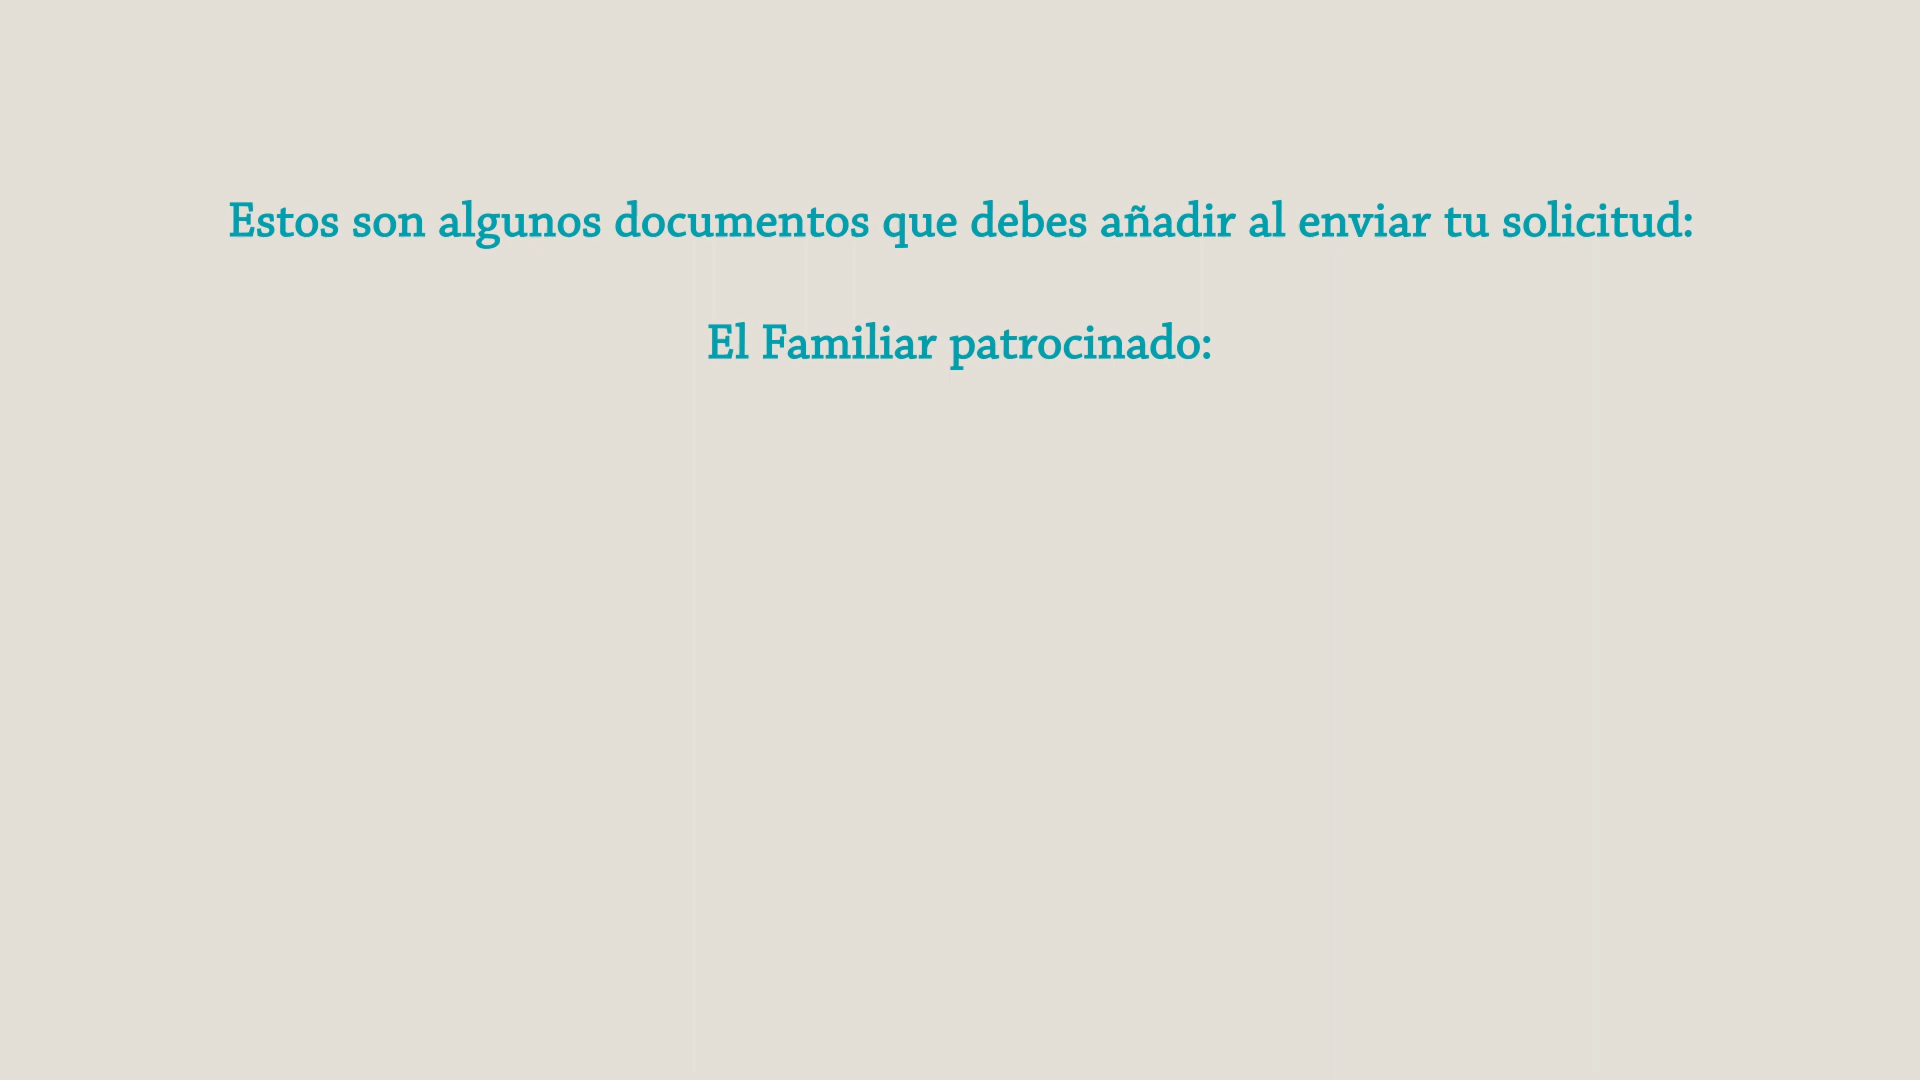 Estos son algunos documentos que debes añadir al enviar tu solicitud:
El Familiar patrocinado: